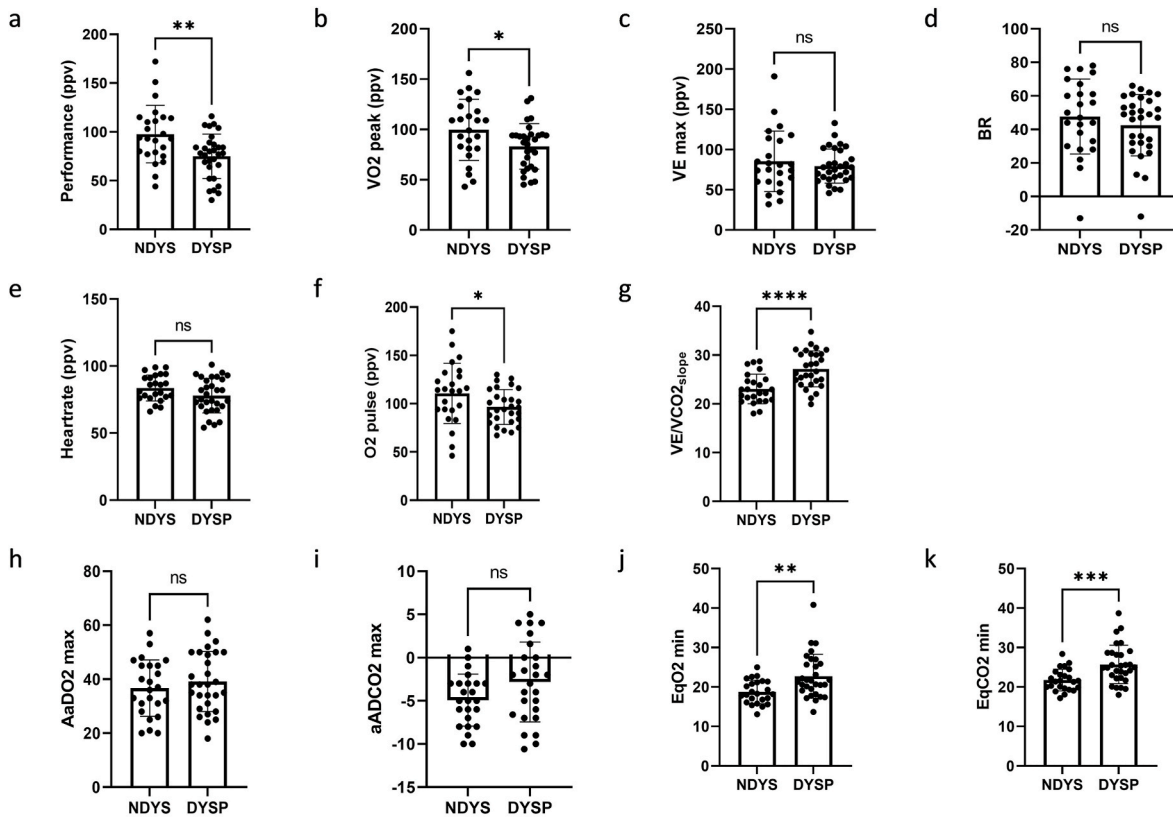 a
Performance (ppv)
200
150
100
50
0
**
NDYS DYSP
b
VO2 peak (ppv)
200
150
100
50
0
*
NDYS DYSP
c
VE max (ppv)
250
200
150
100
50
0
ns
NDYS DYSP
d
BR
100
80
60
40
20
0
-20
ns
NDYS DYSP
e
Heartrate (ppv)
150
100
50
0
ns
NDYS DYSP
f
O2 pulse (ppv)
200
150
100
50
0
*
NDYS DYSP
g
VE/VCO2slope
40
30
20
10
0
****
NDYS DYSP
h
AaDO2 max
80
60
40
20
0
ns
NDYS DYSP
i
aADCO2 max
10
5
0
-5
-10
-15
ns
NDYS DYSP
j
EqO2 min
50
40
30
20
10
0
**
NDYS DYSP
k
EqCO2 min
50
40
30
20
10
0
***
NDYS DYSP